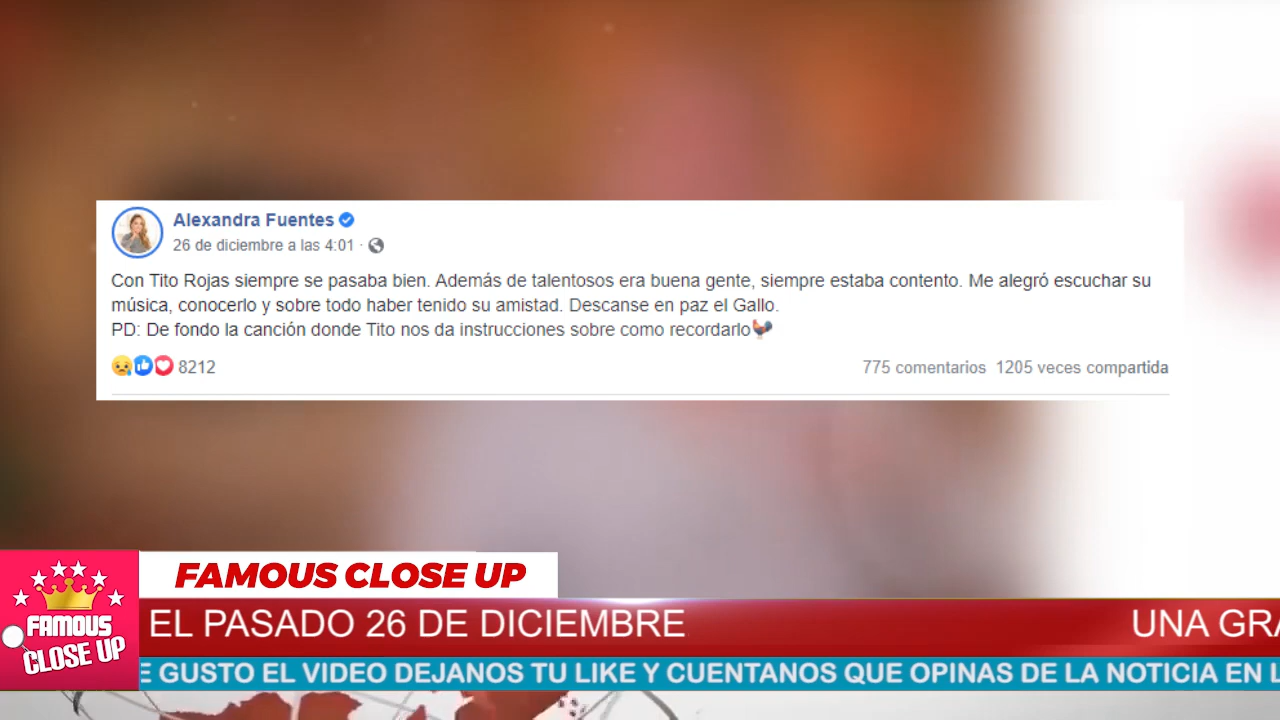 Alexandra Fuentes
26 de diciembre a las 4:01 ·
Con Tito Rojas siempre se pasaba bien. Además de talentosos era buena gente, siempre estaba contento. Me alegró escuchar su
música, conocerlo y sobre todo haber tenido su amistad. Descanse en paz el Gallo.
PD: De fondo la canción donde Tito nos da instrucciones sobre como recordarlo🐓
8212
775 comentarios 1205 veces compartida
FAMOUS CLOSE UP
FAMOUS
CLOSE UP
EL PASADO 26 DE DICIEMBRE UNA GRA
E GUSTO EL VIDEO DEJANOS TU LIKE Y CUENTANOS QUE OPINAS DE LA NOTICIA EN L